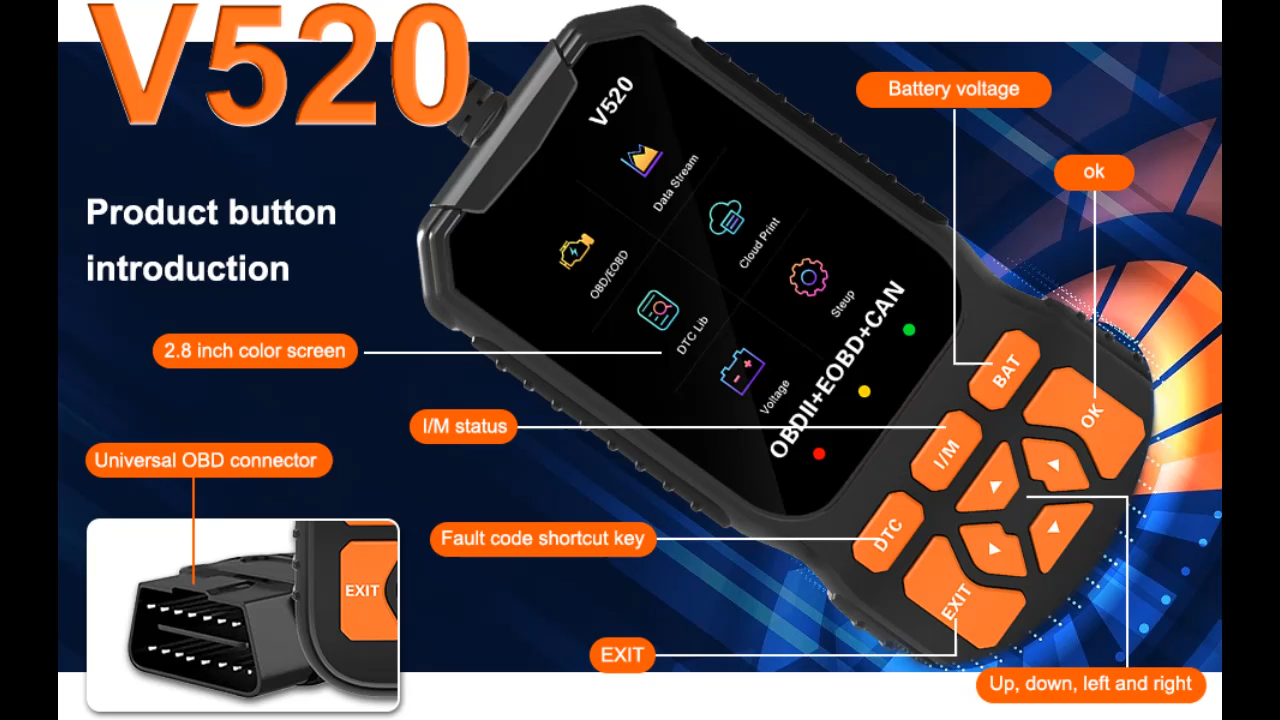 V520
Product button
introduction
2.8 inch color screen
I/M status
Universal OBD connector
Fault code shortcut key
EXIT
Battery voltage
ok
Up, down, left and right
V520
Data Stream
Cloud Print
Steup
OBD/EOBD
DTC Lib
Voltage
OBDII+EOBD+CAN
BAT
OK
I/M
DTC
EXIT
EXIT